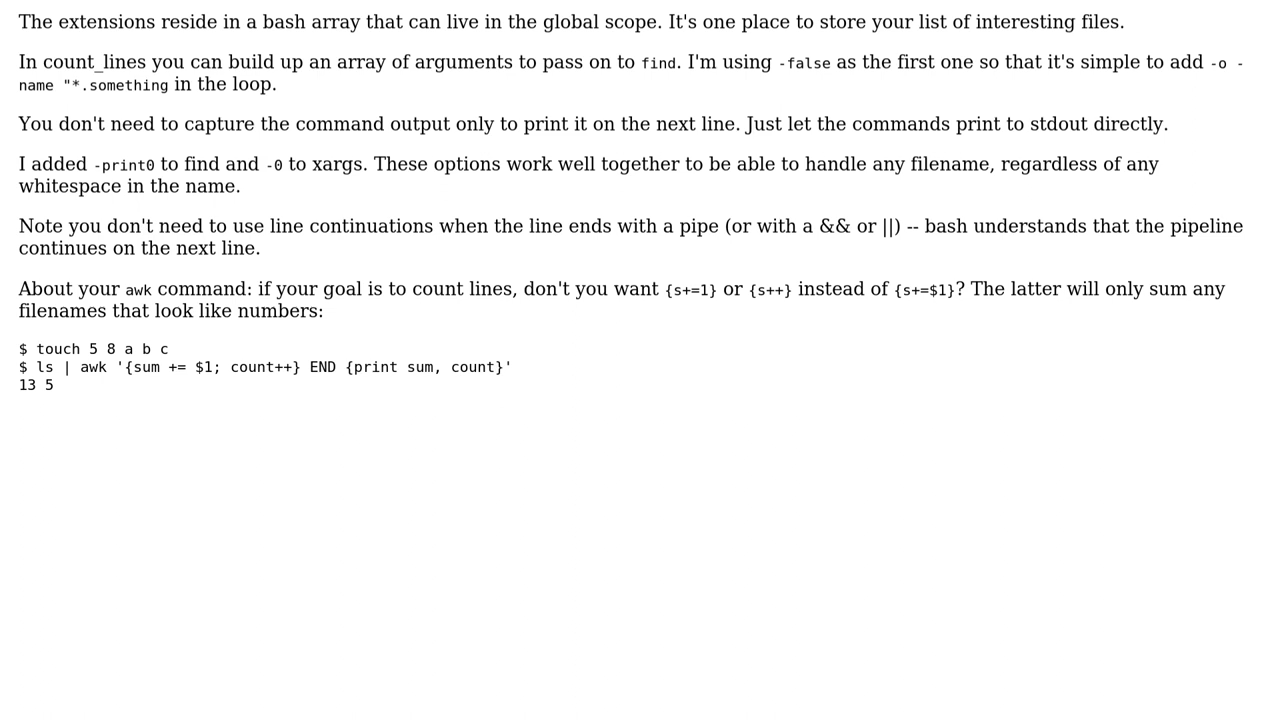 The extensions reside in a bash array that can live in the global scope. It's one place to store your list of interesting files.
In count_lines you can build up an array of arguments to pass on to find. I'm using -false as the first one so that it's simple to add -o -
name "*.something in the loop.
You don't need to capture the command output only to print it on the next line. Just let the commands print to stdout directly.
I added -print0 to find and -0 to xargs. These options work well together to be able to handle any filename, regardless of any
whitespace in the name.
Note you don't need to use line continuations when the line ends with a pipe (or with a && or ||) -- bash understands that the pipeline
continues on the next line.
About your awk command: if your goal is to count lines, don't you want {s+=1} or {s++} instead of {s+=$1}? The latter will only sum any
filenames that look like numbers:
$ touch 5 8 a b c
$ ls | awk '{sum += $1; count++} END {print sum, count}'
13 5